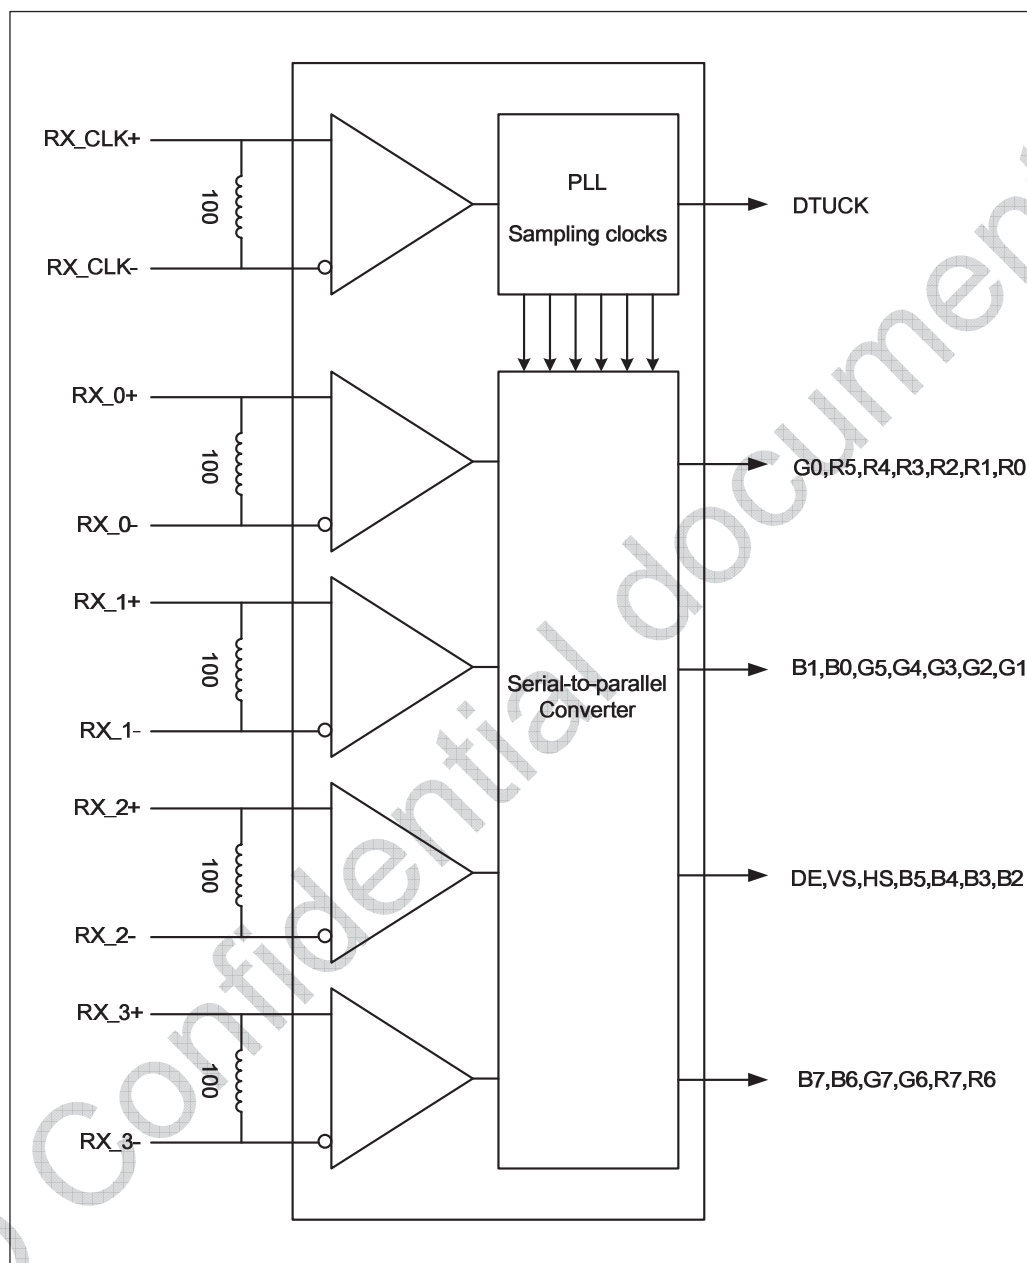 RX_CLK+
100
RX_CLK-
PLL
Sampling clocks
DTUCK
RX_0+
100
RX_0-
G0,R5,R4,R3,R2,R1,R0
RX_1+
100
RX_1-
B1,B0,G5,G4,G3,G2,G1
Serial-to-parallel
Converter
RX_2+
100
RX_2-
DE,VS,HS,B5,B4,B3,B2
RX_3+
100
RX_3-
B7,B6,G7,G6,R7,R6
Confidential document